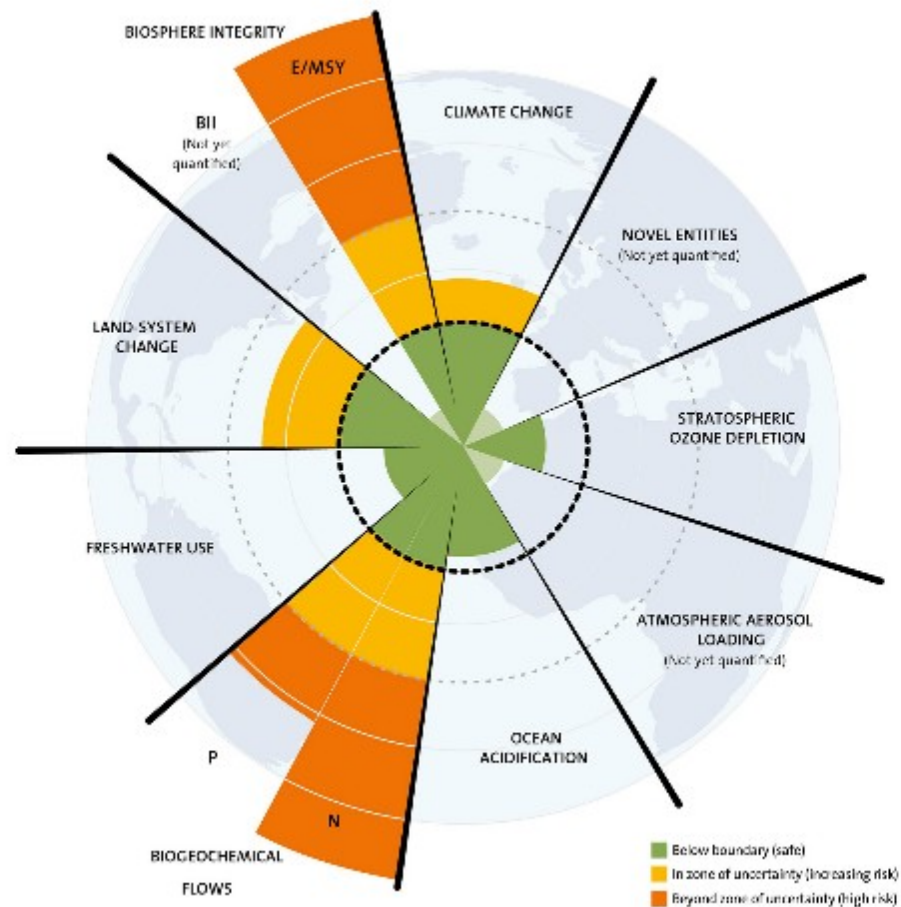 BIOSPHERE INTEGRITY
E/MSY
CLIMATE CHANGE
BII
(Not yet
quantified)
NOVEL ENTITIES
(Not yet quantified)
LAND-SYSTEM
CHANGE
STRATOSPHERIC
OZONE DEPLETION
FRESHWATER USE
ATMOSPHERIC AEROSOL
LOADING
(Not yet quantified)
OCEAN
ACIDIFICATION
P
N
BIOGEOCHEMICAL
FLOWS
Below boundary (safe)
In zone of uncertainty (increasing risk)
Beyond zone of uncertainty (high risk)